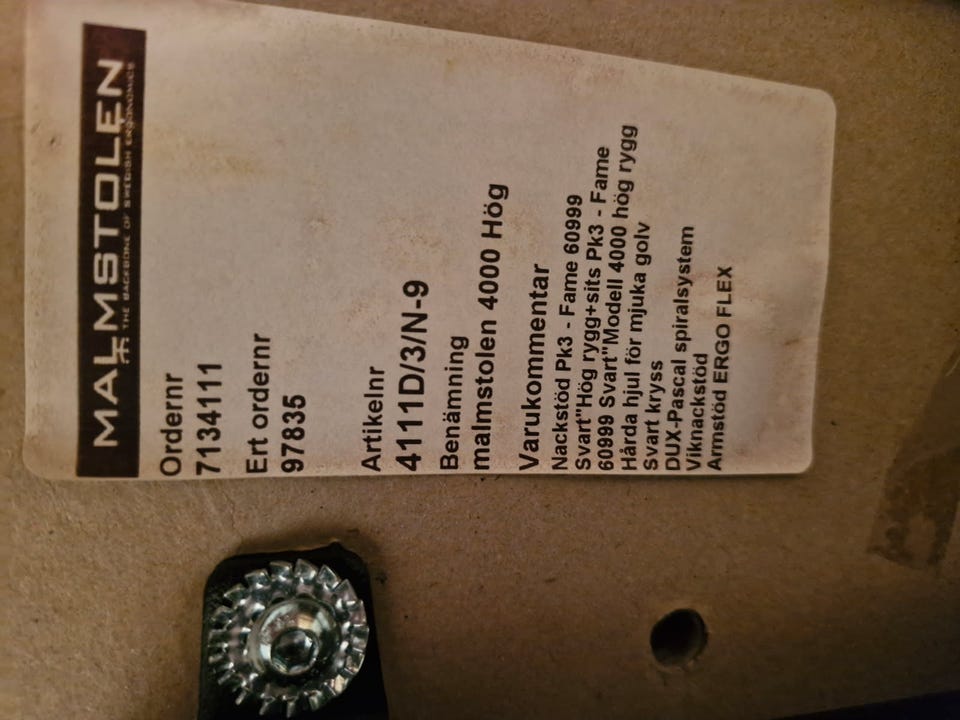 MALMSTOLEN
THE BACKBONE OF SWEDISH ERGONOMICS
Ordernr
7134111
Ert ordernr
97835
Artikelnr
4111D/3/N-9
Benämning
malmstolen 4000 Hög
Varukommentar
Nackstöd Pk3 - Fame 60999
Svart"Hög rygg+sits Pk3 - Fame
60999 Svart"Modell 4000 hög rygg
Hårda hjul för mjuka golv
Svart kryss
DUX-Pascal spiralsystem
Viknackstöd
Armstöd ERGO FLEX